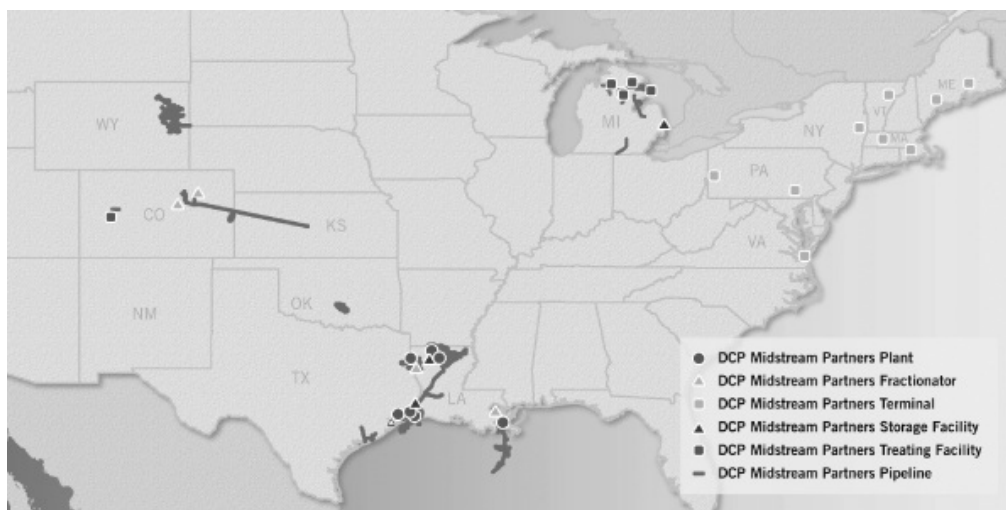 ME
VT
WY
MI
NY
MA
PA
CO
KS
VA
OK
NM
TX
LA
DCP Midstream Partners Plant
DCP Midstream Partners Fractionator
DCP Midstream Partners Terminal
DCP Midstream Partners Storage Facility
DCP Midstream Partners Treating Facility
DCP Midstream Partners Pipeline